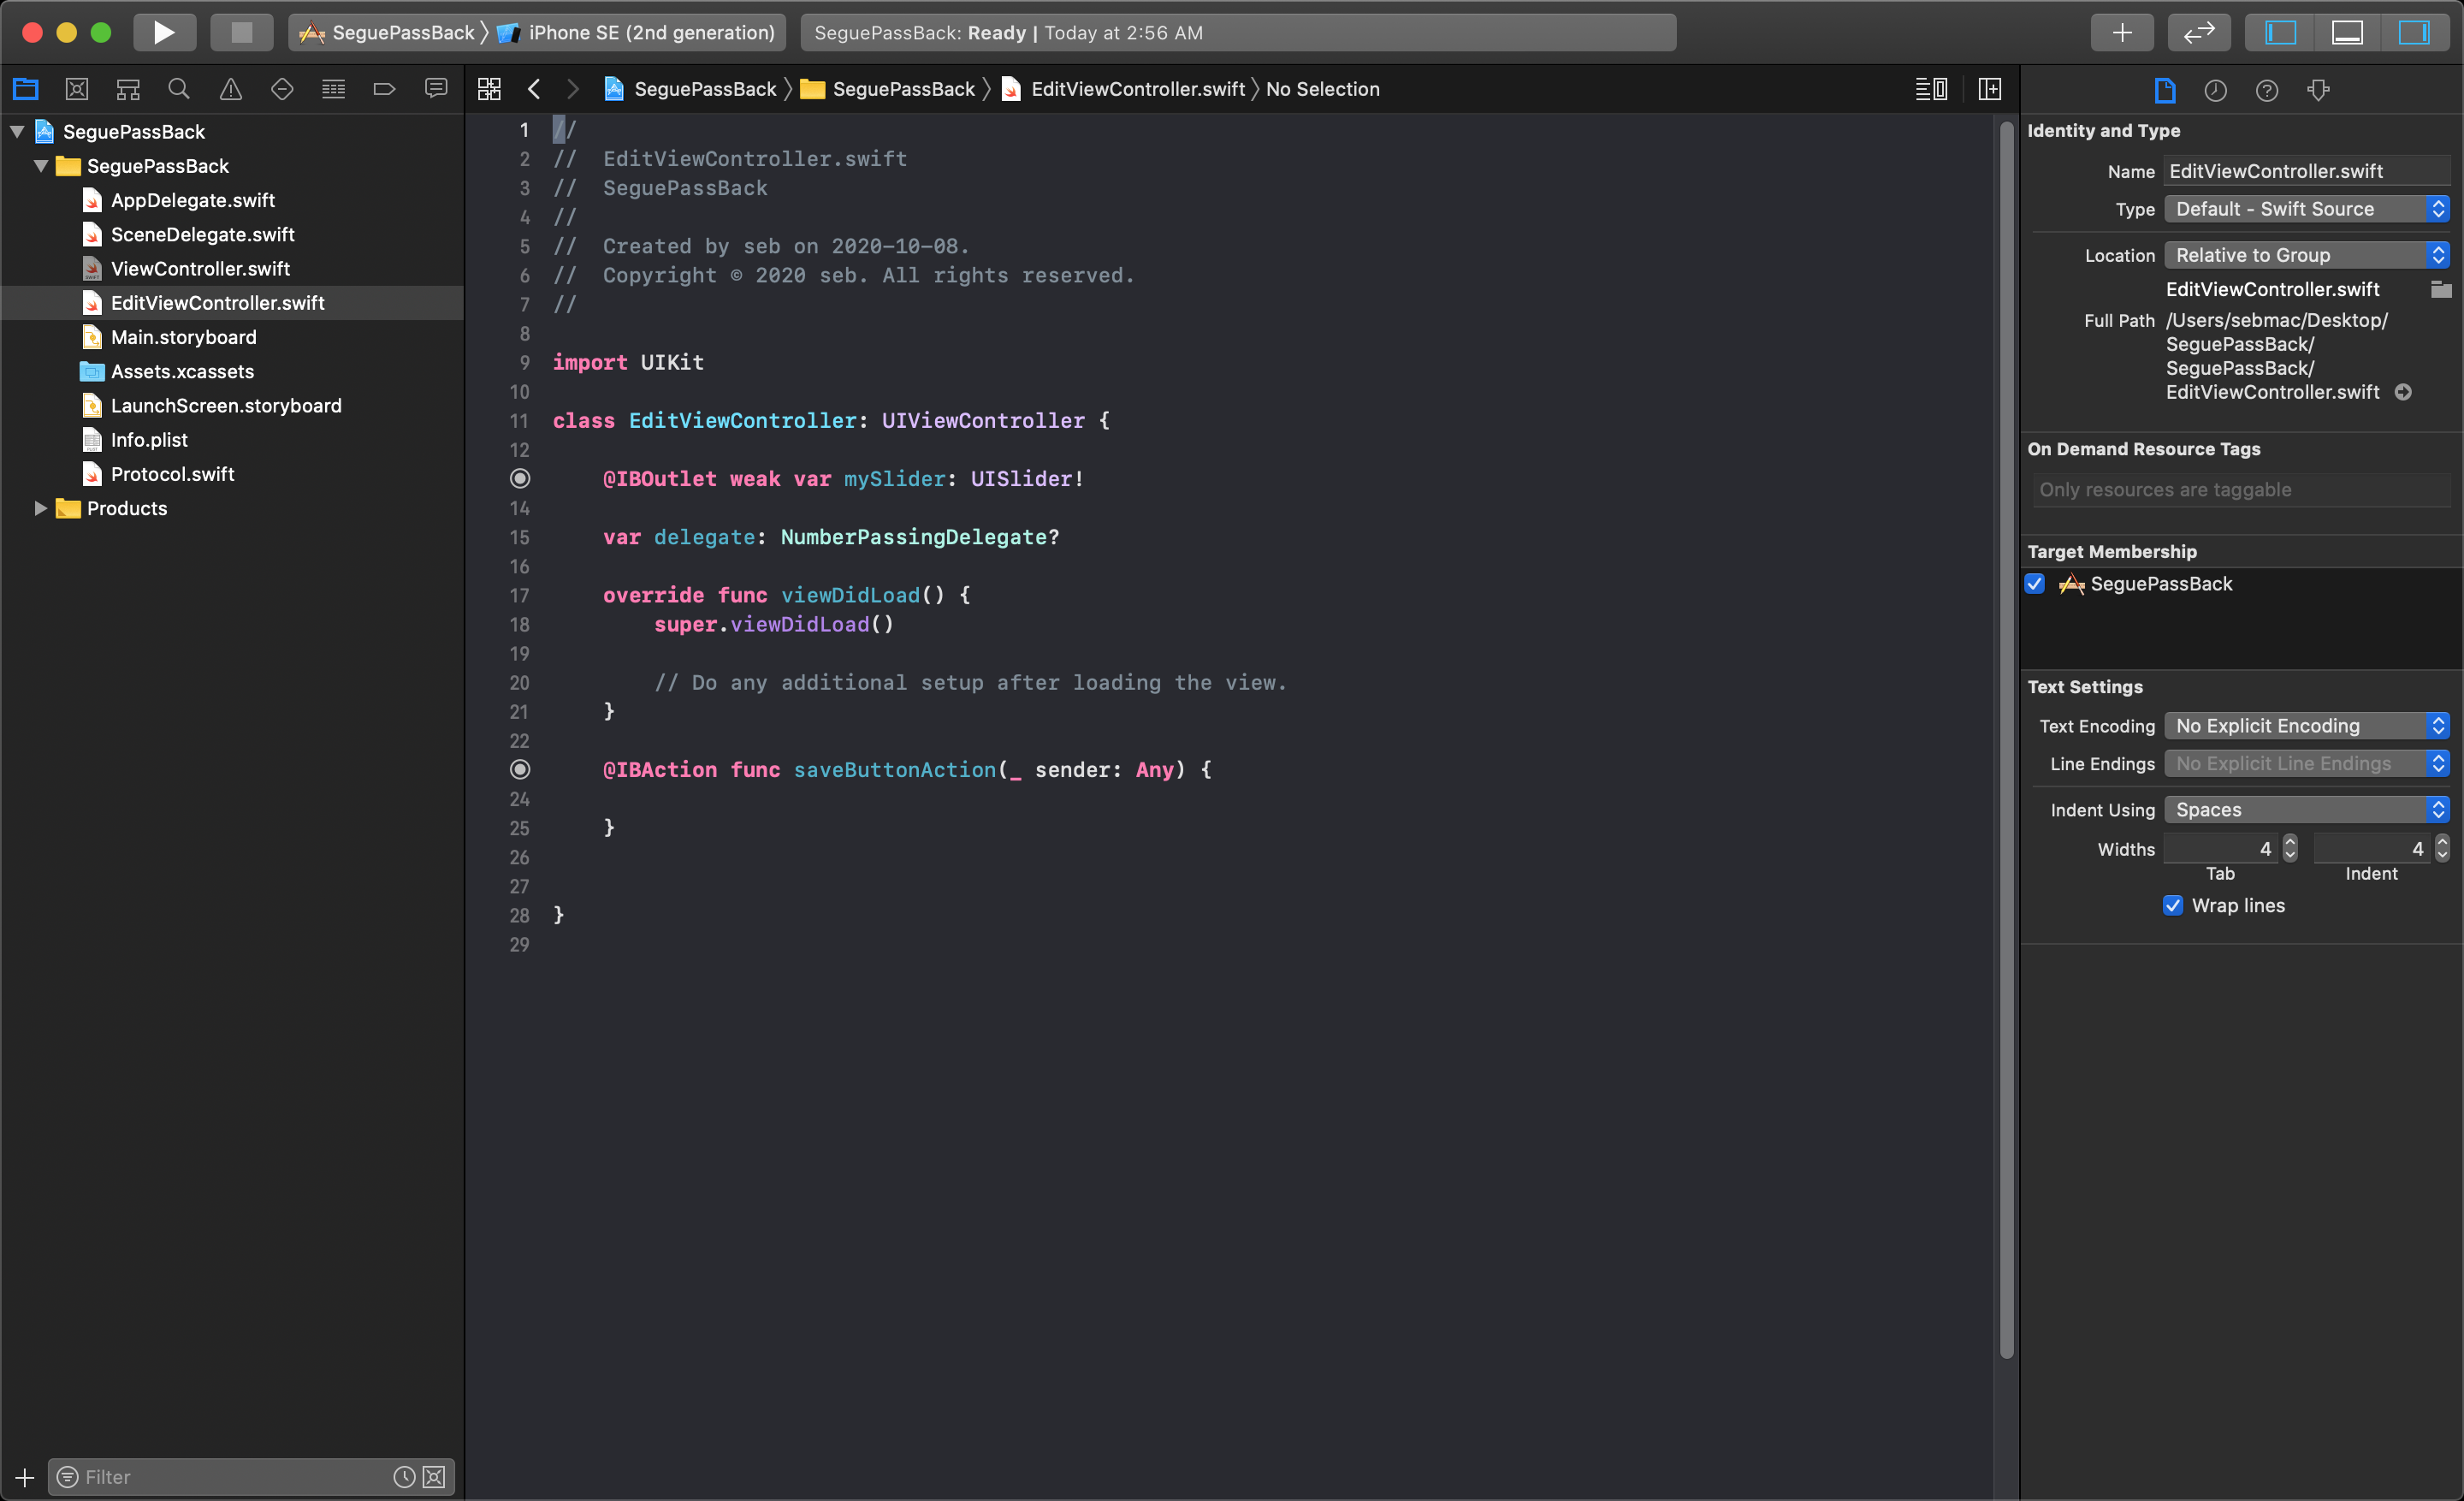 SeguePassBack 〉 iPhone SE (2nd generation)
SeguePassBack: Ready | Today at 2:56 AM
SeguePassBack
SeguePassBack
AppDelegate.swift
SceneDelegate.swift
ViewController.swift
EditViewController.swift
Main.storyboard
Assets.xcassets
LaunchScreen.storyboard
Info.plist
Protocol.swift
Products
Filter
SeguePassBack 〉 SeguePassBack 〉 EditViewController.swift 〉 No Selection
1 //
2 //  EditViewController.swift
3 //  SeguePassBack
4 //
5 //  Created by seb on 2020-10-08.
6 //  Copyright © 2020 seb. All rights reserved.
7 //
8
9 import UIKit
10
11 class EditViewController: UIViewController {
12
    @IBOutlet weak var mySlider: UISlider!
14
15     var delegate: NumberPassingDelegate?
16
17     override func viewDidLoad() {
18         super.viewDidLoad()
19
20         // Do any additional setup after loading the view.
21     }
22
    @IBAction func saveButtonAction(_ sender: Any) {
24
25     }
26
27
28 }
29
Identity and Type
Name EditViewController.swift
Type Default - Swift Source
Location Relative to Group
EditViewController.swift
Full Path /Users/sebmac/Desktop/
SeguePassBack/
SeguePassBack/
EditViewController.swift
On Demand Resource Tags
Only resources are taggable
Target Membership
SeguePassBack
Text Settings
Text Encoding No Explicit Encoding
Line Endings No Explicit Line Endings
Indent Using Spaces
Widths 4 4
Tab Indent
Wrap lines